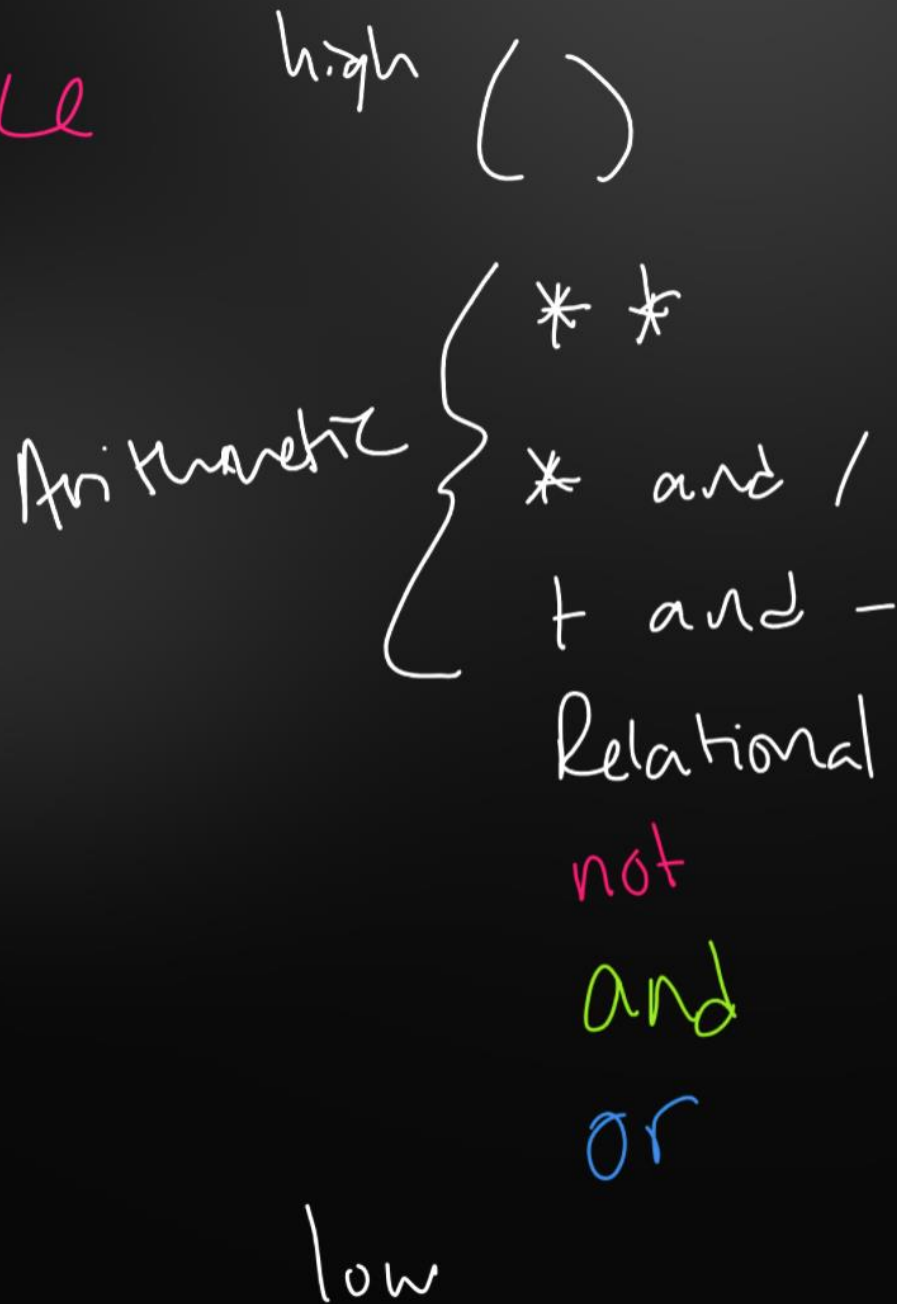 high ( )
* *
Arithmetic * and /
+ and -
Relational
not
and
or
low